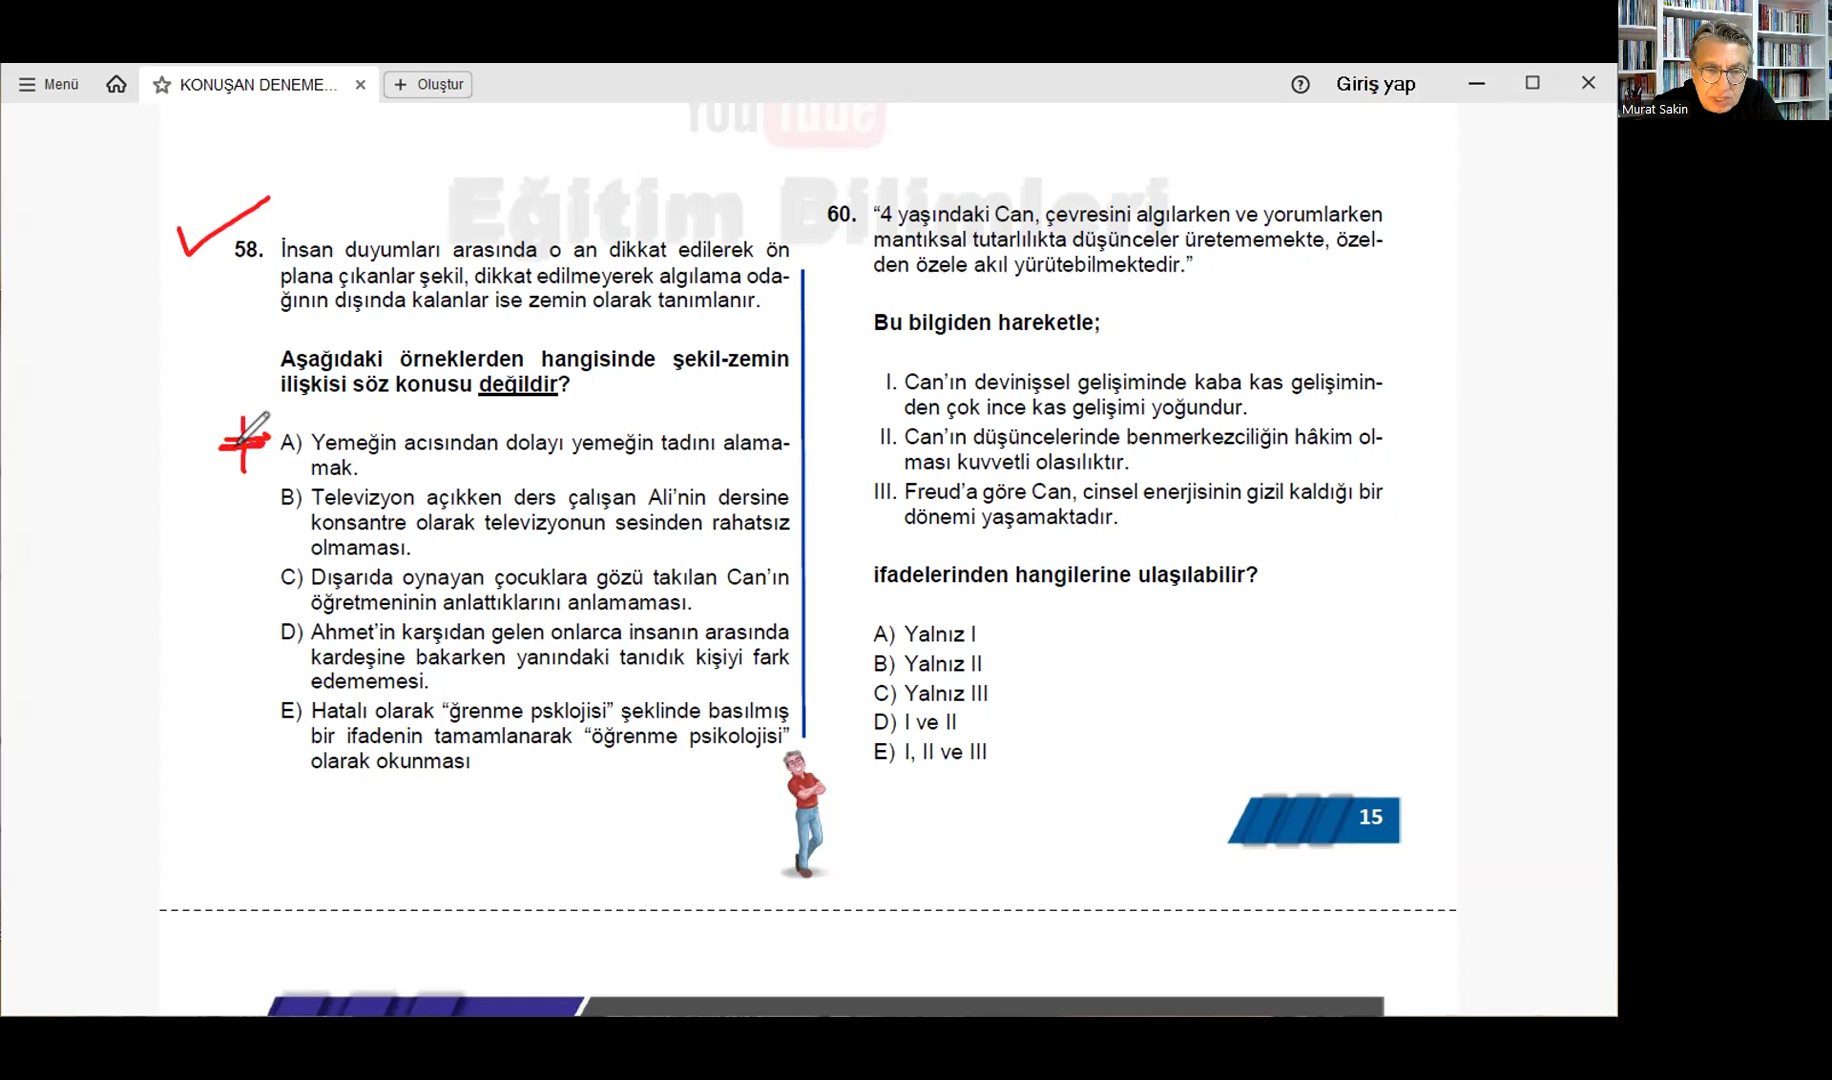 Menü
KONUŞAN DENEME...
Oluştur
Giriş yap
Murat Sakin
YouTube
Eğitim Bilimleri
58. İnsan duyumları arasında o an dikkat edilerek ön
plana çıkanlar şekil, dikkat edilmeyerek algılama oda-
ğının dışında kalanlar ise zemin olarak tanımlanır.
Aşağıdaki örneklerden hangisinde şekil-zemin
ilişkisi söz konusu değildir?
A) Yemeğin acısından dolayı yemeğin tadını alama-
mak.
B) Televizyon açıkken ders çalışan Ali'nin dersine
konsantre olarak televizyonun sesinden rahatsız
olmaması.
C) Dışarıda oynayan çocuklara gözü takılan Can'ın
öğretmeninin anlattıklarını anlamaması.
D) Ahmet'in karşıdan gelen onlarca insanın arasında
kardeşine bakarken yanındaki tanıdık kişiyi fark
edememesi.
E) Hatalı olarak “ğrenme psklojisi” şeklinde basılmış
bir ifadenin tamamlanarak “öğrenme psikolojisi”
olarak okunması
60. “4 yaşındaki Can, çevresini algılarken ve yorumlarken
mantıksal tutarlılıkta düşünceler üretememekte, özel-
den özele akıl yürütebilmektedir.”
Bu bilgiden hareketle;
I. Can'ın devinişsel gelişiminde kaba kas gelişimin-
den çok ince kas gelişimi yoğundur.
II. Can'ın düşüncelerinde benmerkezciliğin hâkim ol-
ması kuvvetli olasılıktır.
III. Freud'a göre Can, cinsel enerjisinin gizil kaldığı bir
dönemi yaşamaktadır.
ifadelerinden hangilerine ulaşılabilir?
A) Yalnız I
B) Yalnız II
C) Yalnız III
D) I ve II
E) I, II ve III
15